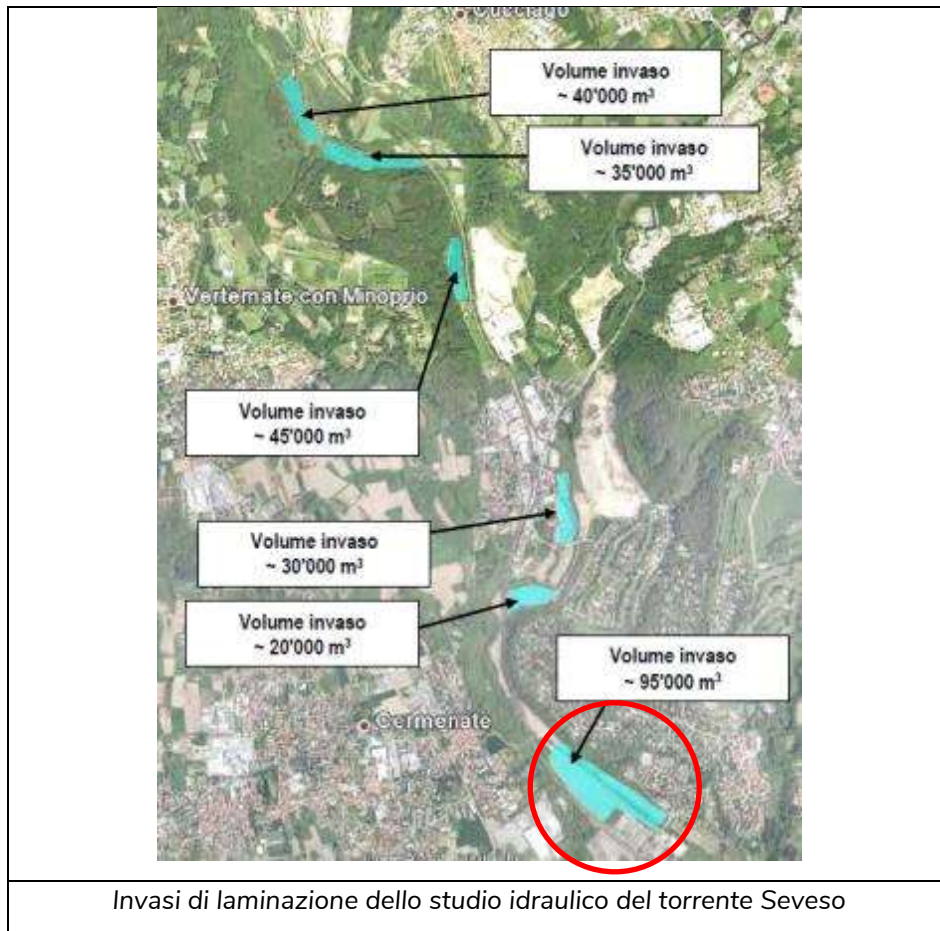 Cucciago
Volume invaso
~ 40'000 m³
Volume invaso
~ 35'000 m³
Vertemate con Minoprio
Volume invaso
~ 45'000 m³
Volume invaso
~ 30'000 m³
Volume invaso
~ 20'000 m³
Volume invaso
~ 95'000 m³
Cermenate
Invasi di laminazione dello studio idraulico del torrente Seveso